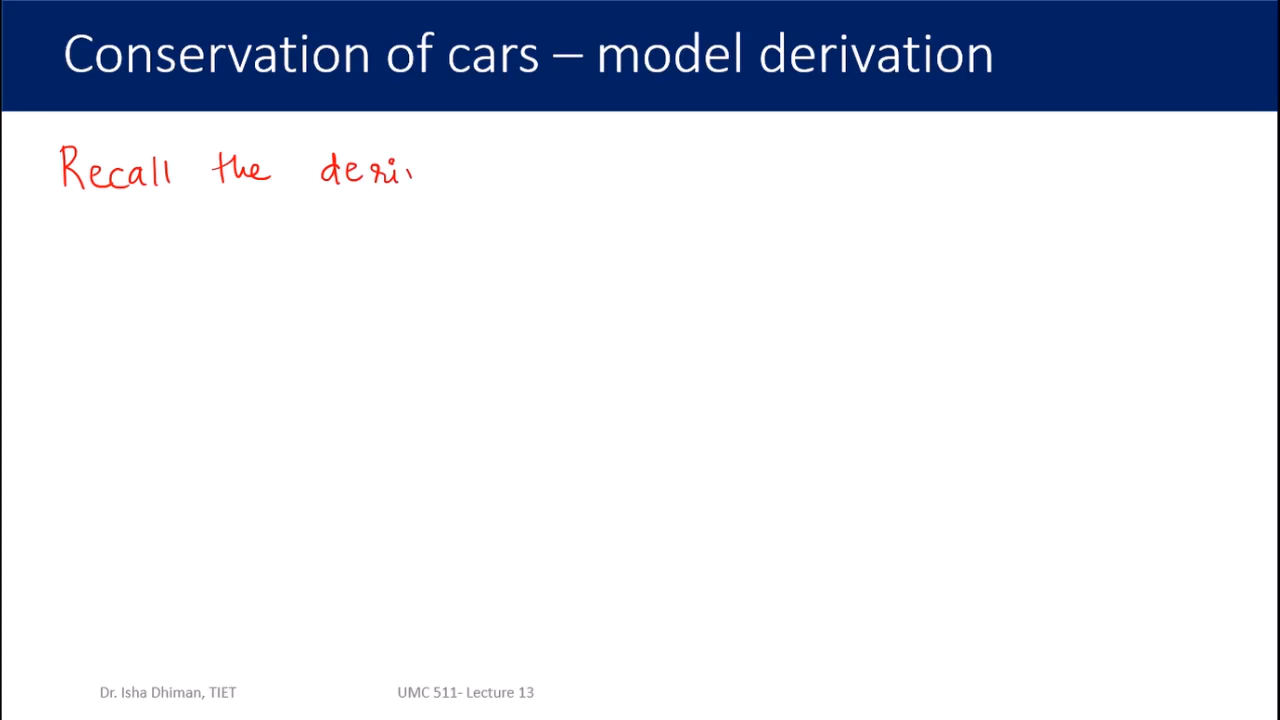 Conservation of cars – model derivation
Recall the deri
Dr. Isha Dhiman, TIET
UMC 511- Lecture 13